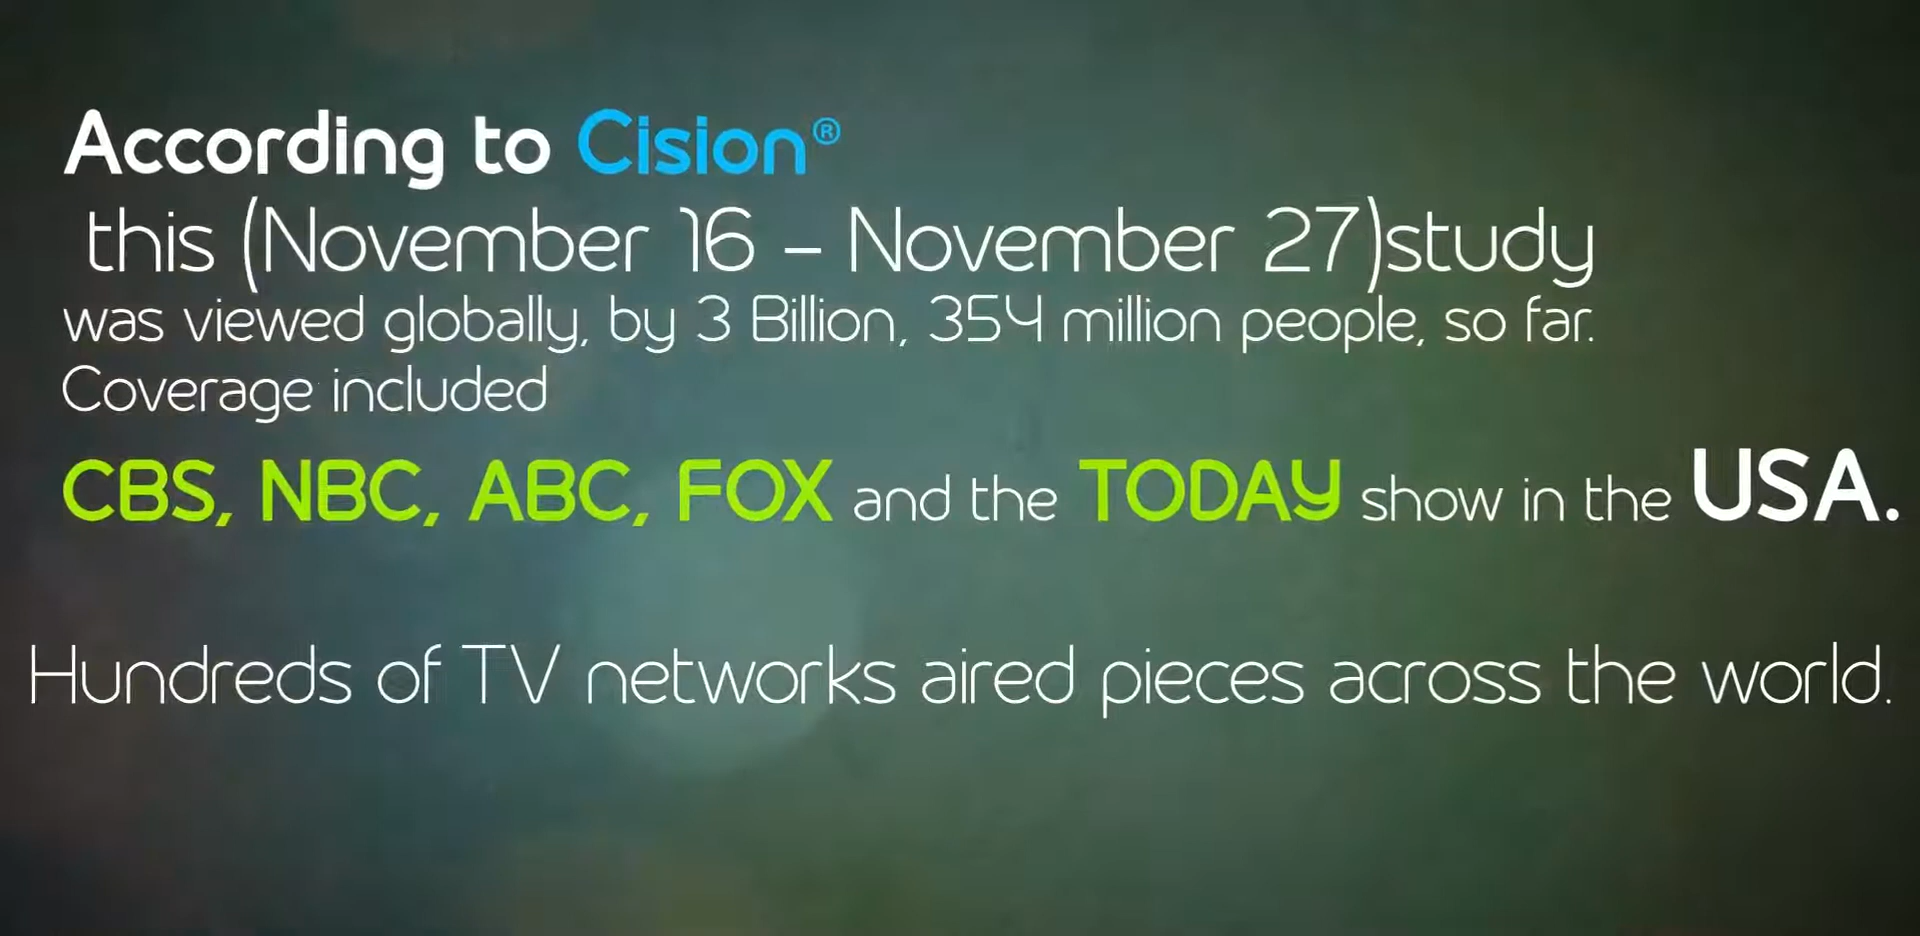 According to Cision®
this (November 16 – November 27)study
was viewed globally, by 3 Billion, 354 million people, so far.
Coverage included
CBS, NBC, ABC, FOX and the TODAY show in the USA.
Hundreds of TV networks aired pieces across the world.